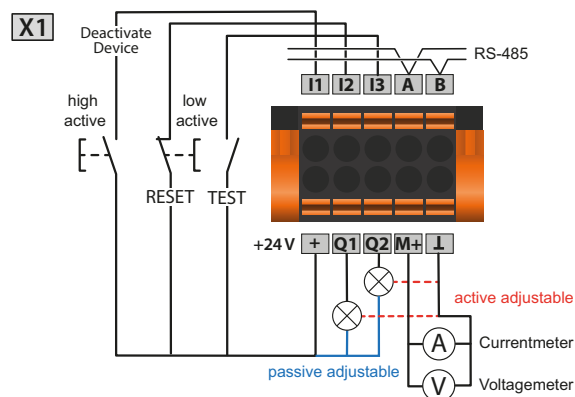 X1
Deactivate
Device
RS-485
I1 I2 I3 A B
high
active
low
active
RESET TEST
+24 V + Q1 Q2 M+ ⊥
active adjustable
passive adjustable
A Currentmeter
V Voltagemeter